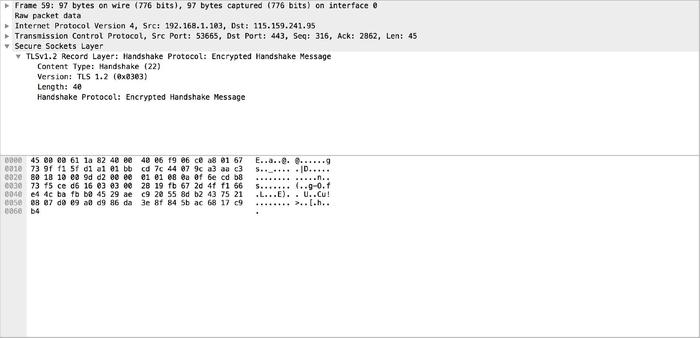 Frame 59: 97 bytes on wire (776 bits), 97 bytes captured (776 bits) on interface 0
Raw packet data
Internet Protocol Version 4, Src: 192.168.1.103, Dst: 115.159.241.95
Transmission Control Protocol, Src Port: 53665, Dst Port: 443, Seq: 316, Ack: 2862, Len: 45
Secure Sockets Layer
TLSv1.2 Record Layer: Handshake Protocol: Encrypted Handshake Message
Content Type: Handshake (22)
Version: TLS 1.2 (0x0303)
Length: 40
Handshake Protocol: Encrypted Handshake Message
0000 45 00 00 61 1a 82 40 00 40 06 f9 06 c0 a8 01 67 E..a..@. @......g
0010 73 9f f1 5f d1 a1 01 bb cd 7c 44 07 9c a3 aa c3 s.._.... .|D.....
0020 80 18 10 00 9d d2 00 00 01 01 08 0a 0f 6e cd b8 ........ .....n..
0030 73 f5 ce d6 16 03 03 00 28 19 fb 67 2d 4f f1 66 s....... (..g-O.f
0040 e4 4c ba fb b0 45 29 ae c9 20 55 8d b2 43 75 21 .L...E). . U..Cu!
0050 08 07 d0 09 a0 d9 86 da 3e 8f 84 5b ac 68 17 c9 ........ >..[.h..
0060 b4 .